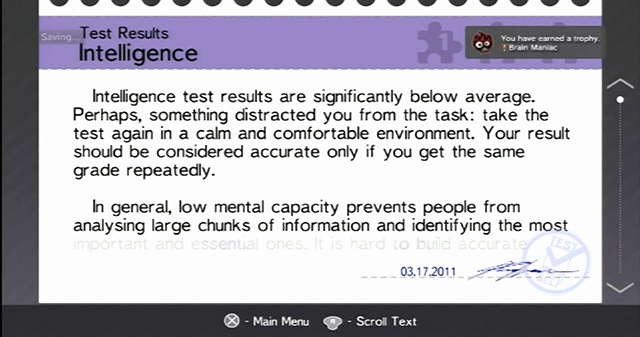 Saving...
Test Results
Intelligence
You have earned a trophy.
Brain Maniac
Intelligence test results are significantly below average.
Perhaps, something distracted you from the task: take the
test again in a calm and comfortable environment. Your result
should be considered accurate only if you get the same
grade repeatedly.
In general, low mental capacity prevents people from
analysing large chunks of information and identifying the most
important and essential ones. It is hard to build accurate
TEST
SELF
03.17.2011
- Main Menu
- Scroll Text